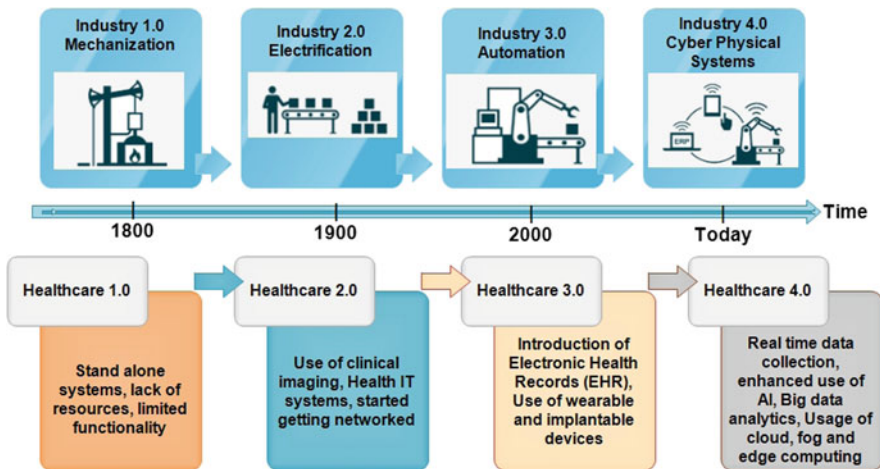 Industry 1.0
Mechanization
Industry 2.0
Electrification
Industry 3.0
Automation
Industry 4.0
Cyber Physical
Systems
ERP
Time
1800
1900
2000
Today
Healthcare 1.0
Healthcare 2.0
Healthcare 3.0
Healthcare 4.0
Stand alone
systems, lack of
resources, limited
functionality
Use of clinical
imaging, Health IT
systems, started
getting networked
Introduction of
Electronic Health
Records (EHR),
Use of wearable
and implantable
devices
Real time data
collection,
enhanced use of
AI, Big data
analytics, Usage of
cloud, fog and
edge computing